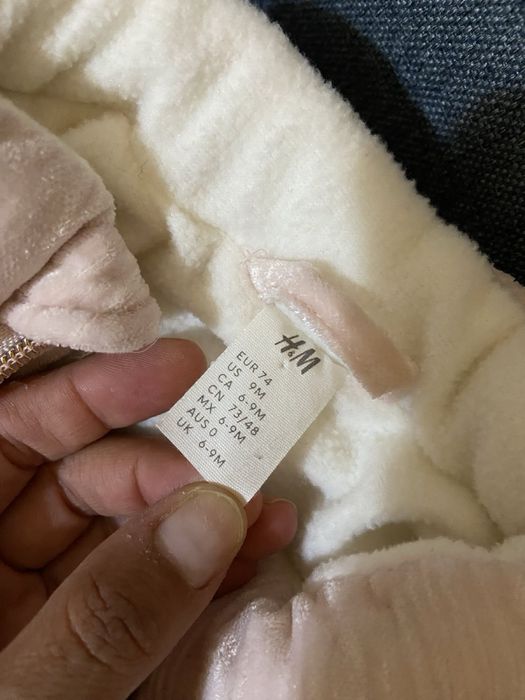 H&M
EUR 74
US 9M
CA 6-9M
CN 73/48
MX 6-9M
AUS 0
UK 6-9M